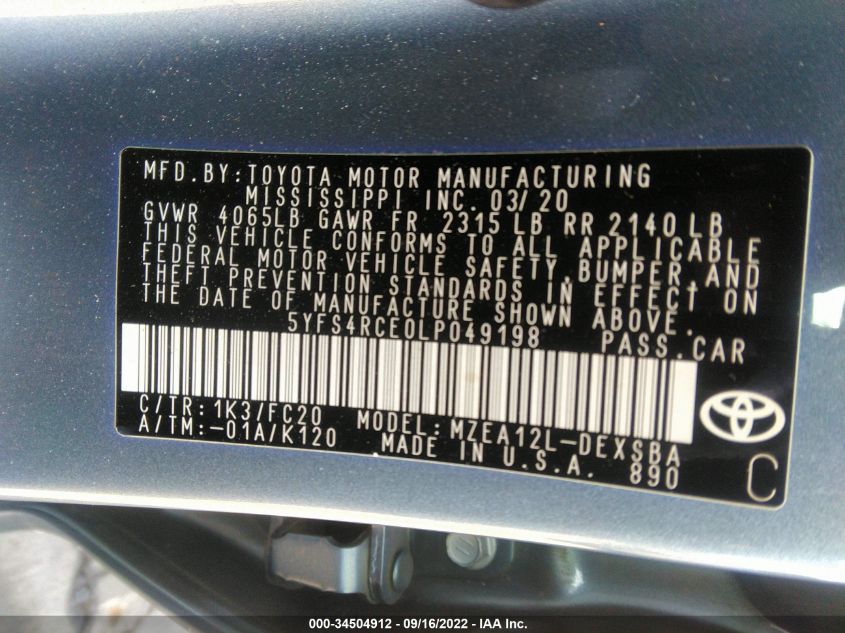 MFD. BY: TOYOTA MOTOR MANUFACTURING
MISSISSIPPI INC. 03/20
GVWR 4065LB GAWR FR 2315 LB RR 2140 LB
THIS VEHICLE CONFORMS TO ALL APPLICABLE
FEDERAL MOTOR VEHICLE SAFETY, BUMPER, AND
THEFT PREVENTION STANDARDS IN EFFECT ON
THE DATE OF MANUFACTURE SHOWN ABOVE.
5YFS4RCE0LP049198 PASS. CAR
C/TR: 1K3/FC20 MODEL: MZEA12L-DEXSBA
A/TM: -01A/K120 MADE IN U.S.A. 890
C
000-34504912 - 09/16/2022 - IAA Inc.